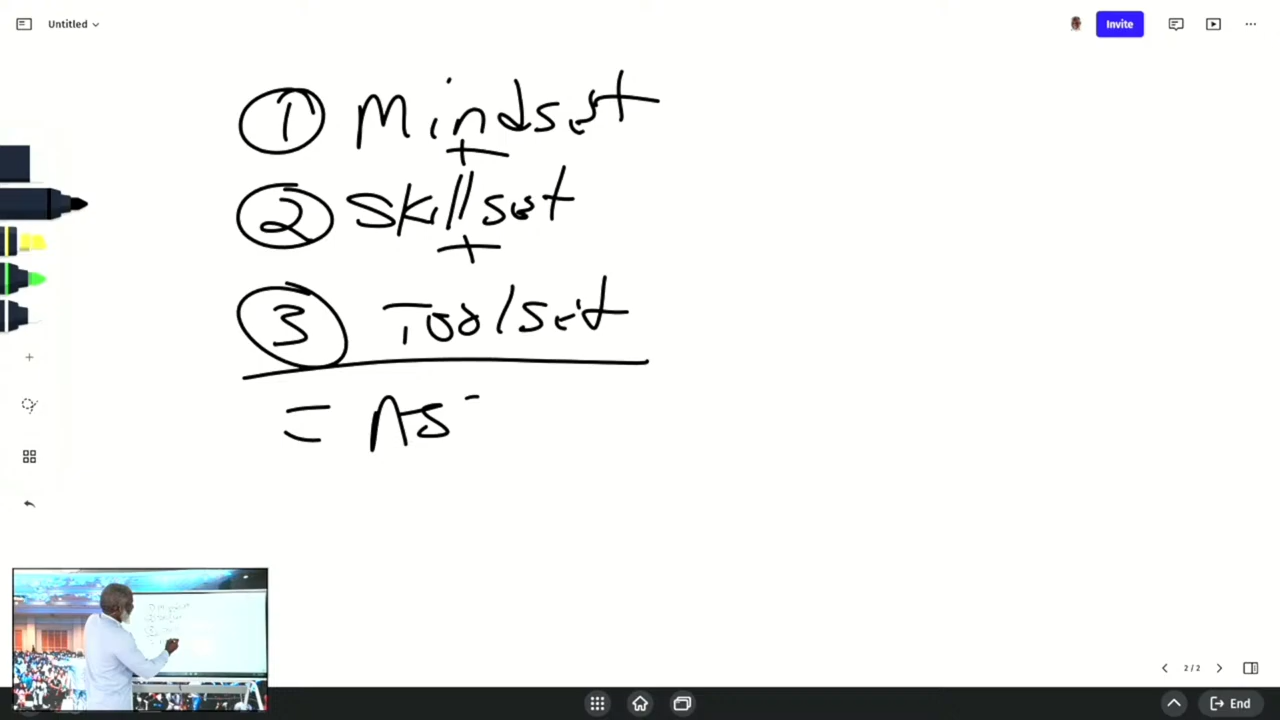 Untitled
Invite
① Mindset
+
② Skillset
+
③ Toolset
= AS
2/2
End